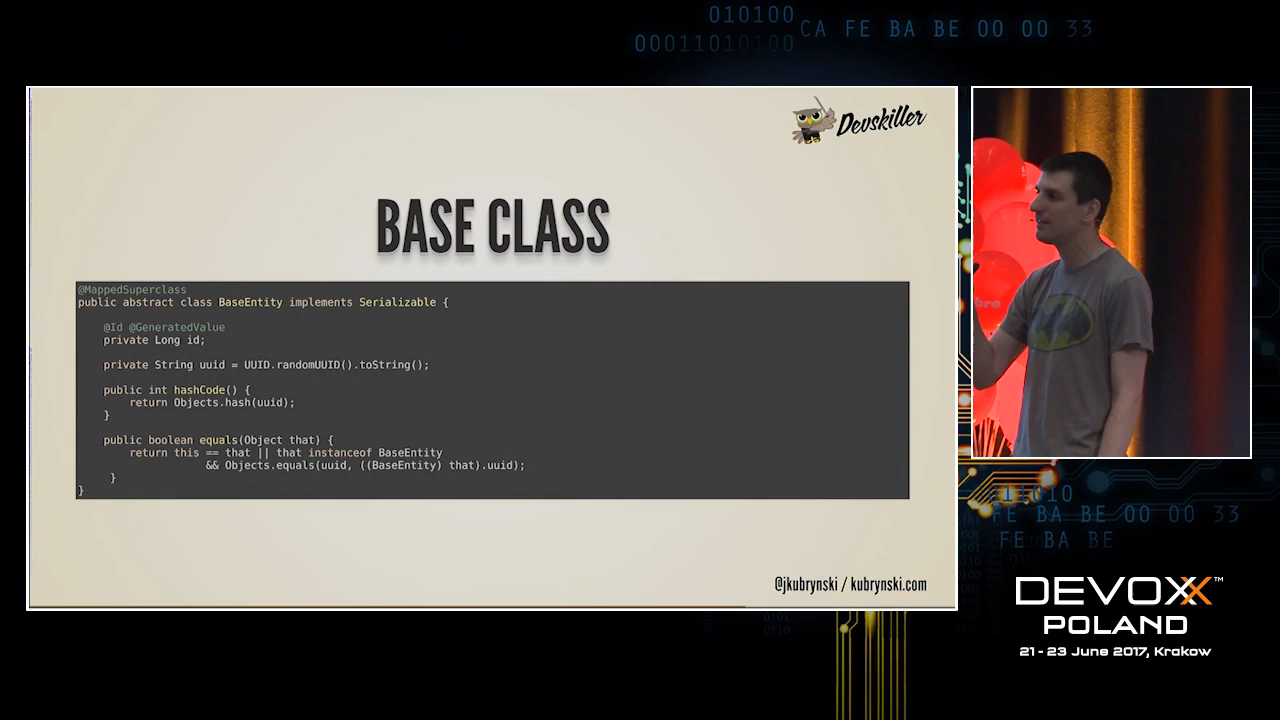 010100
CA FE BA BE 00 00 33
00011010100
Devskiller
BASE CLASS
@MappedSuperclass
public abstract class BaseEntity implements Serializable {
@Id @GeneratedValue
private Long id;
private String uuid = UUID.randomUUID().toString();
public int hashCode() {
return Objects.hash(uuid);
}
public boolean equals(Object that) {
return this == that || that instanceof BaseEntity
&& Objects.equals(uuid, ((BaseEntity) that).uuid);
}
}
@jkubrynski / kubrynski.com
011010
FE BA BE 00 00 33
FE BA BE
DEVOXX™
POLAND
21 - 23 June 2017, Krakow